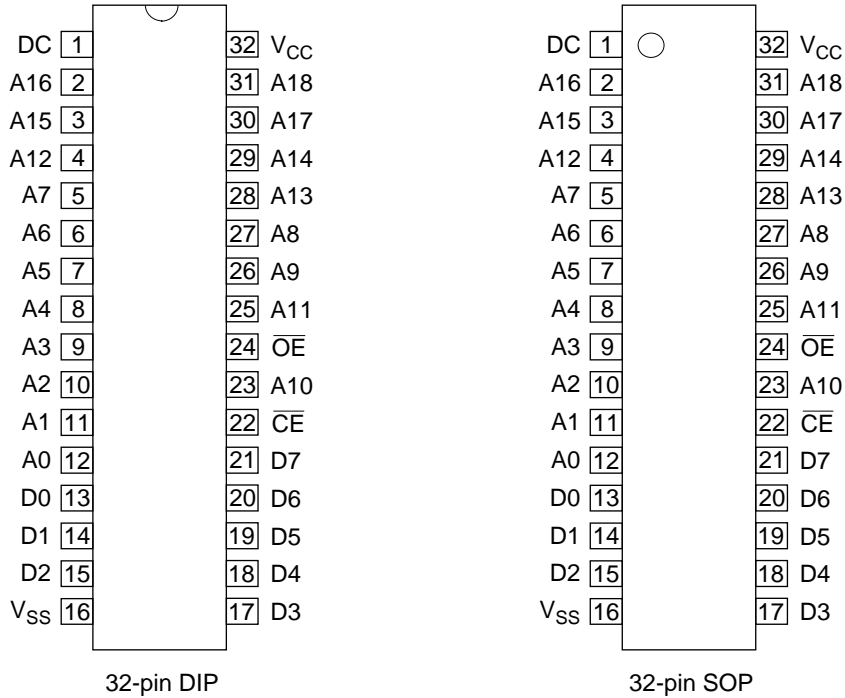 DC 1 32 VCC
A16 2 31 A18
A15 3 30 A17
A12 4 29 A14
A7 5 28 A13
A6 6 27 A8
A5 7 26 A9
A4 8 25 A11
A3 9 24 O̅E̅
A2 10 23 A10
A1 11 22 C̅E̅
A0 12 21 D7
D0 13 20 D6
D1 14 19 D5
D2 15 18 D4
VSS 16 17 D3
32-pin DIP
DC 1 32 VCC
A16 2 31 A18
A15 3 30 A17
A12 4 29 A14
A7 5 28 A13
A6 6 27 A8
A5 7 26 A9
A4 8 25 A11
A3 9 24 O̅E̅
A2 10 23 A10
A1 11 22 C̅E̅
A0 12 21 D7
D0 13 20 D6
D1 14 19 D5
D2 15 18 D4
VSS 16 17 D3
32-pin SOP